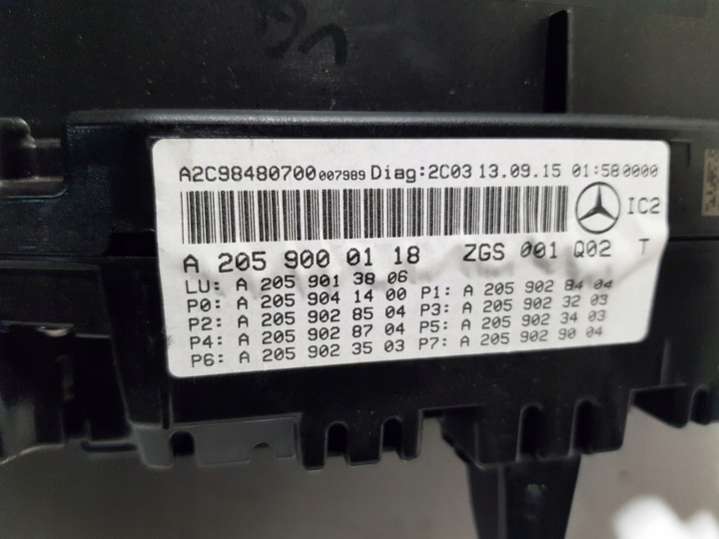 A2C98480700007989 Diag:2C03 13.09.15 01:580000
IC2
A 205 900 01 18 ZGS 001 Q02 T
LU: A 205 901 38 06
P0: A 205 904 14 00 P1: A 205 902 84 04
P2: A 205 902 85 04 P3: A 205 902 32 03
P4: A 205 902 87 04 P5: A 205 902 34 03
P6: A 205 902 35 03 P7: A 205 902 90 04